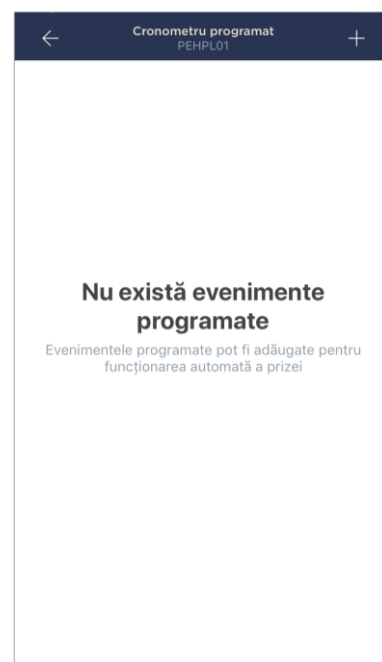 Cronometru programat
PEHPL01
Nu există evenimente
programate
Evenimentele programate pot fi adăugate pentru
funcționarea automată a prizei